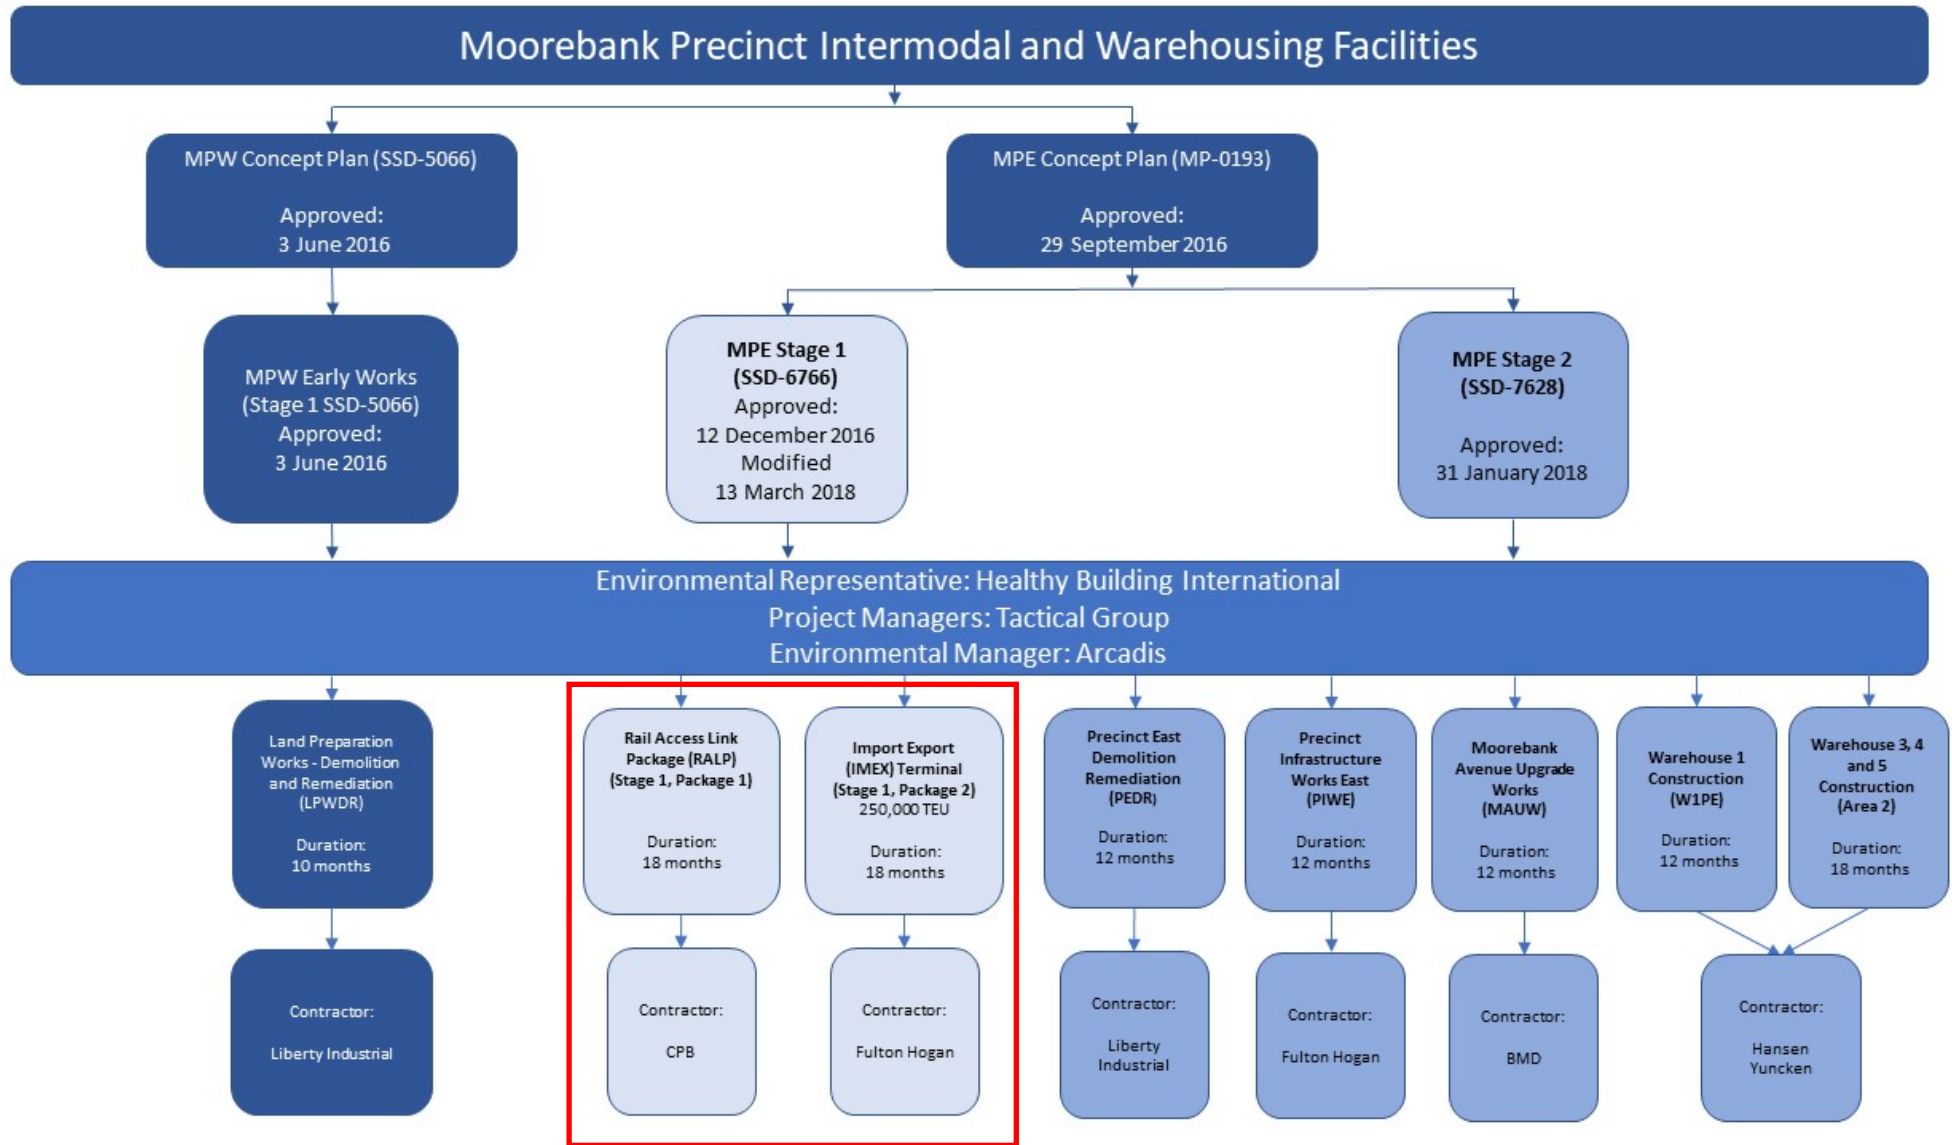 Moorebank Precinct Intermodal and Warehousing Facilities
MPW Concept Plan (SSD-5066)
Approved:
3 June 2016
MPE Concept Plan (MP-0193)
Approved:
29 September 2016
MPW Early Works
(Stage 1 SSD-5066)
Approved:
3 June 2016
MPE Stage 1
(SSD-6766)
Approved:
12 December 2016
Modified
13 March 2018
MPE Stage 2
(SSD-7628)
Approved:
31 January 2018
Environmental Representative: Healthy Building International
Project Managers: Tactical Group
Environmental Manager: Arcadis
Land Preparation
Works - Demolition
and Remediation
(LPWDR)
Duration:
10 months
Rail Access Link
Package (RALP)
(Stage 1, Package 1)
Duration:
18 months
Import Export
(IMEX) Terminal
(Stage 1, Package 2)
250,000 TEU
Duration:
18 months
Precinct East
Demolition
Remediation
(PEDR)
Duration:
12 months
Precinct
Infrastructure
Works East
(PIWE)
Duration:
12 months
Moorebank
Avenue Upgrade
Works
(MAUW)
Duration:
12 months
Warehouse 1
Construction
(W1PE)
Duration:
12 months
Warehouse 3, 4
and 5
Construction
(Area 2)
Duration:
18 months
Contractor:
Liberty Industrial
Contractor:
CPB
Contractor:
Fulton Hogan
Contractor:
Liberty
Industrial
Contractor:
Fulton Hogan
Contractor:
BMD
Contractor:
Hansen
Yuncken